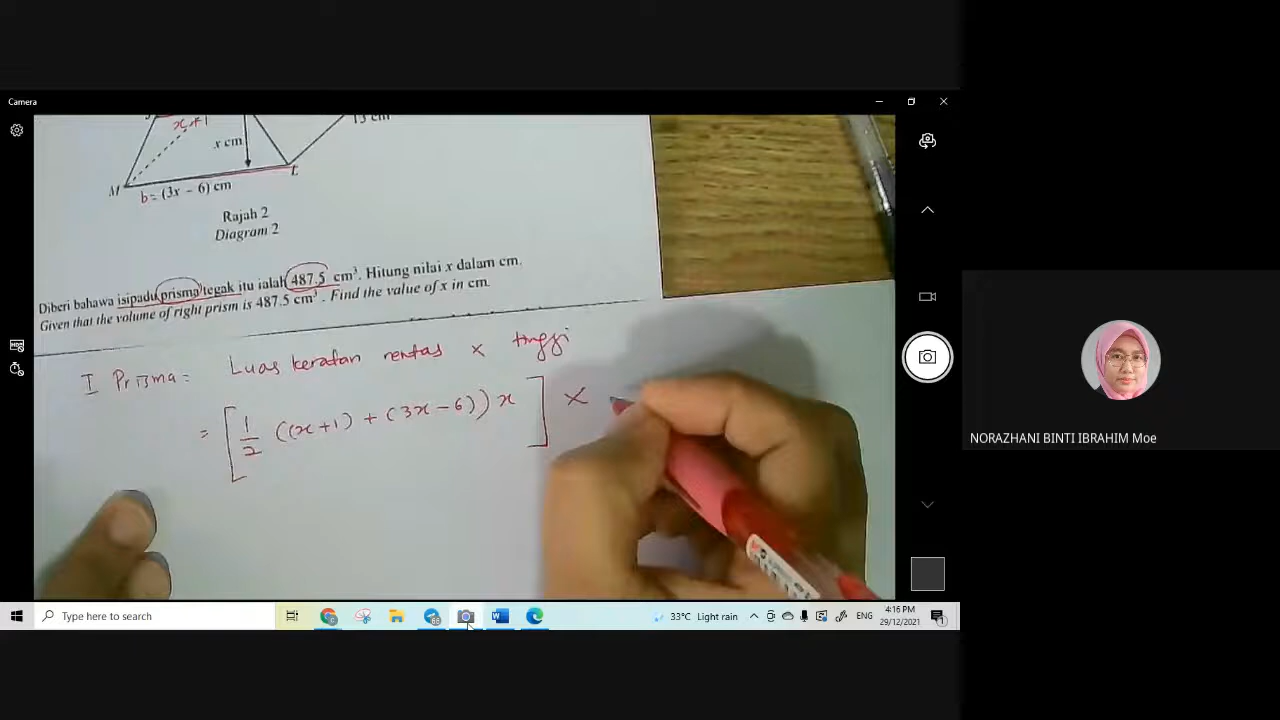 Camera
x+1
x cm
13 cm
M
L
b = (3x − 6) cm
Rajah 2
Diagram 2
Diberi bahawa isipadu prisma tegak itu ialah 487.5 cm³. Hitung nilai x dalam cm.
Given that the volume of right prism is 487.5 cm³. Find the value of x in cm.
I Prisma = Luas keratan rentas × tinggi
= [ 1/2 ((x+1) + (3x−6)) x ] ×
NORAZHANI BINTI IBRAHIM Moe
Type here to search
33°C Light rain
ENG
4:16 PM
29/12/2021